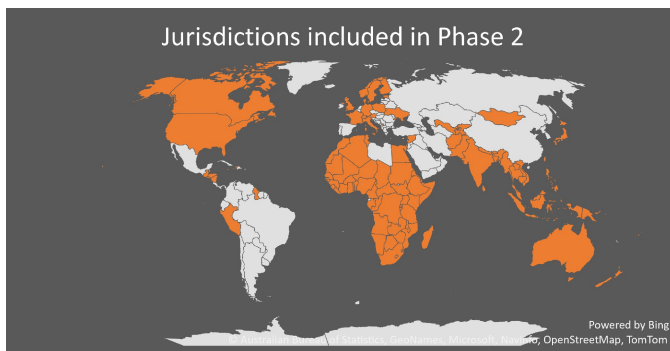 Jurisdictions included in Phase 2
Powered by Bing
© Australian Bureau of Statistics, GeoNames, Microsoft, Navinfo, OpenStreetMap, TomTom